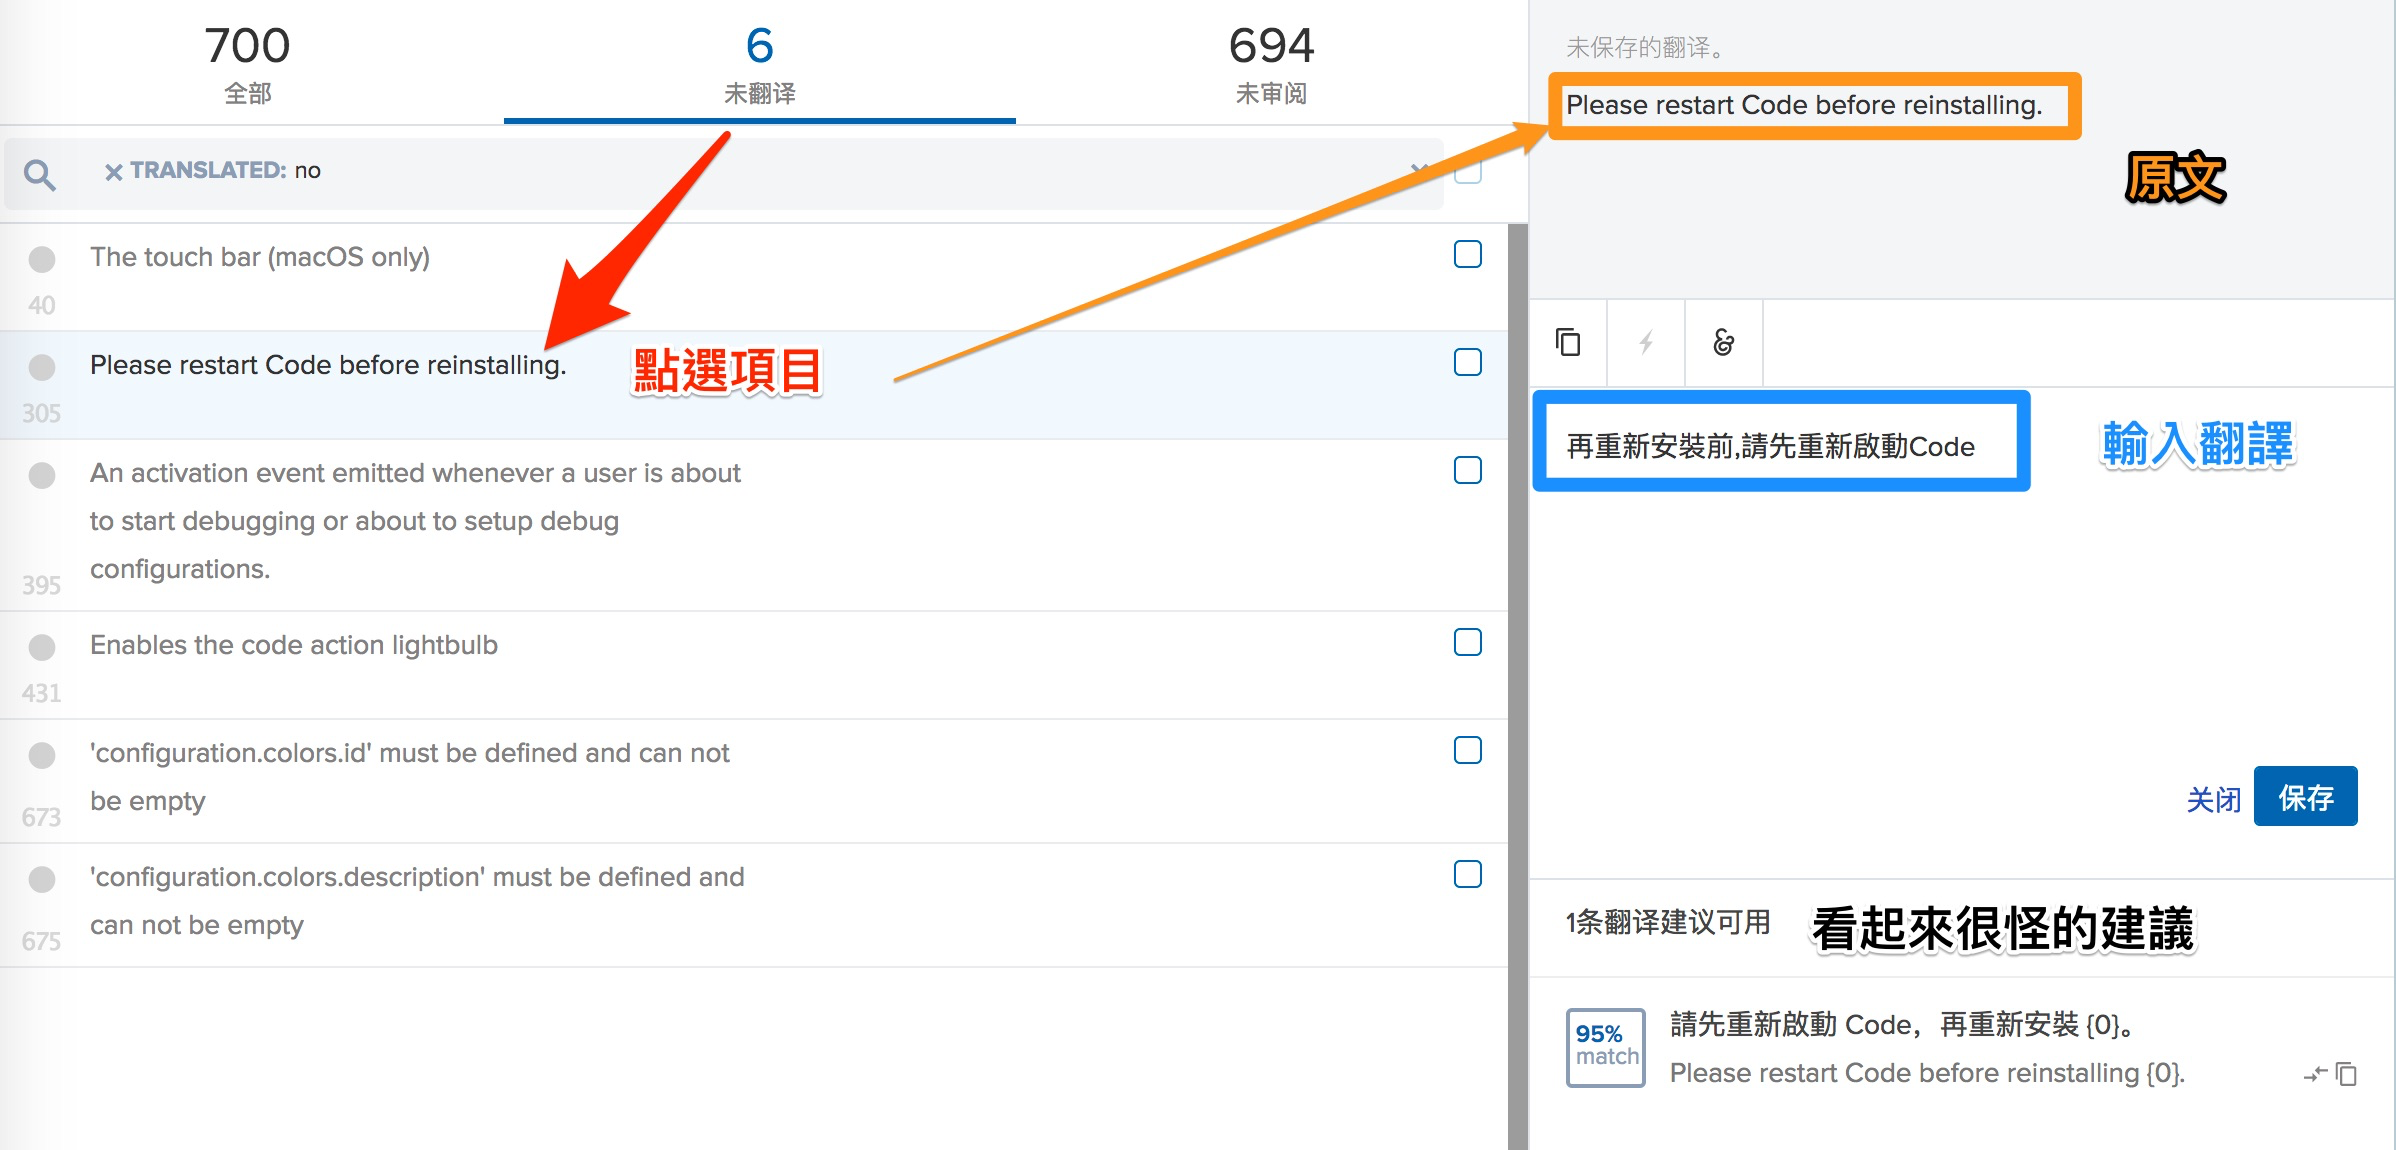 700
全部
6
未翻译
694
未审阅
× TRANSLATED: no
The touch bar (macOS only)
40
Please restart Code before reinstalling.
305
點選項目
An activation event emitted whenever a user is about
to start debugging or about to setup debug
configurations.
395
Enables the code action lightbulb
431
'configuration.colors.id' must be defined and can not
be empty
673
'configuration.colors.description' must be defined and
can not be empty
675
未保存的翻译。
Please restart Code before reinstalling.
原文
&
再重新安裝前,請先重新啟動Code
輸入翻譯
关闭
保存
1条翻译建议可用
看起來很怪的建議
95%
match
請先重新啟動 Code，再重新安裝 {0}。
Please restart Code before reinstalling {0}.